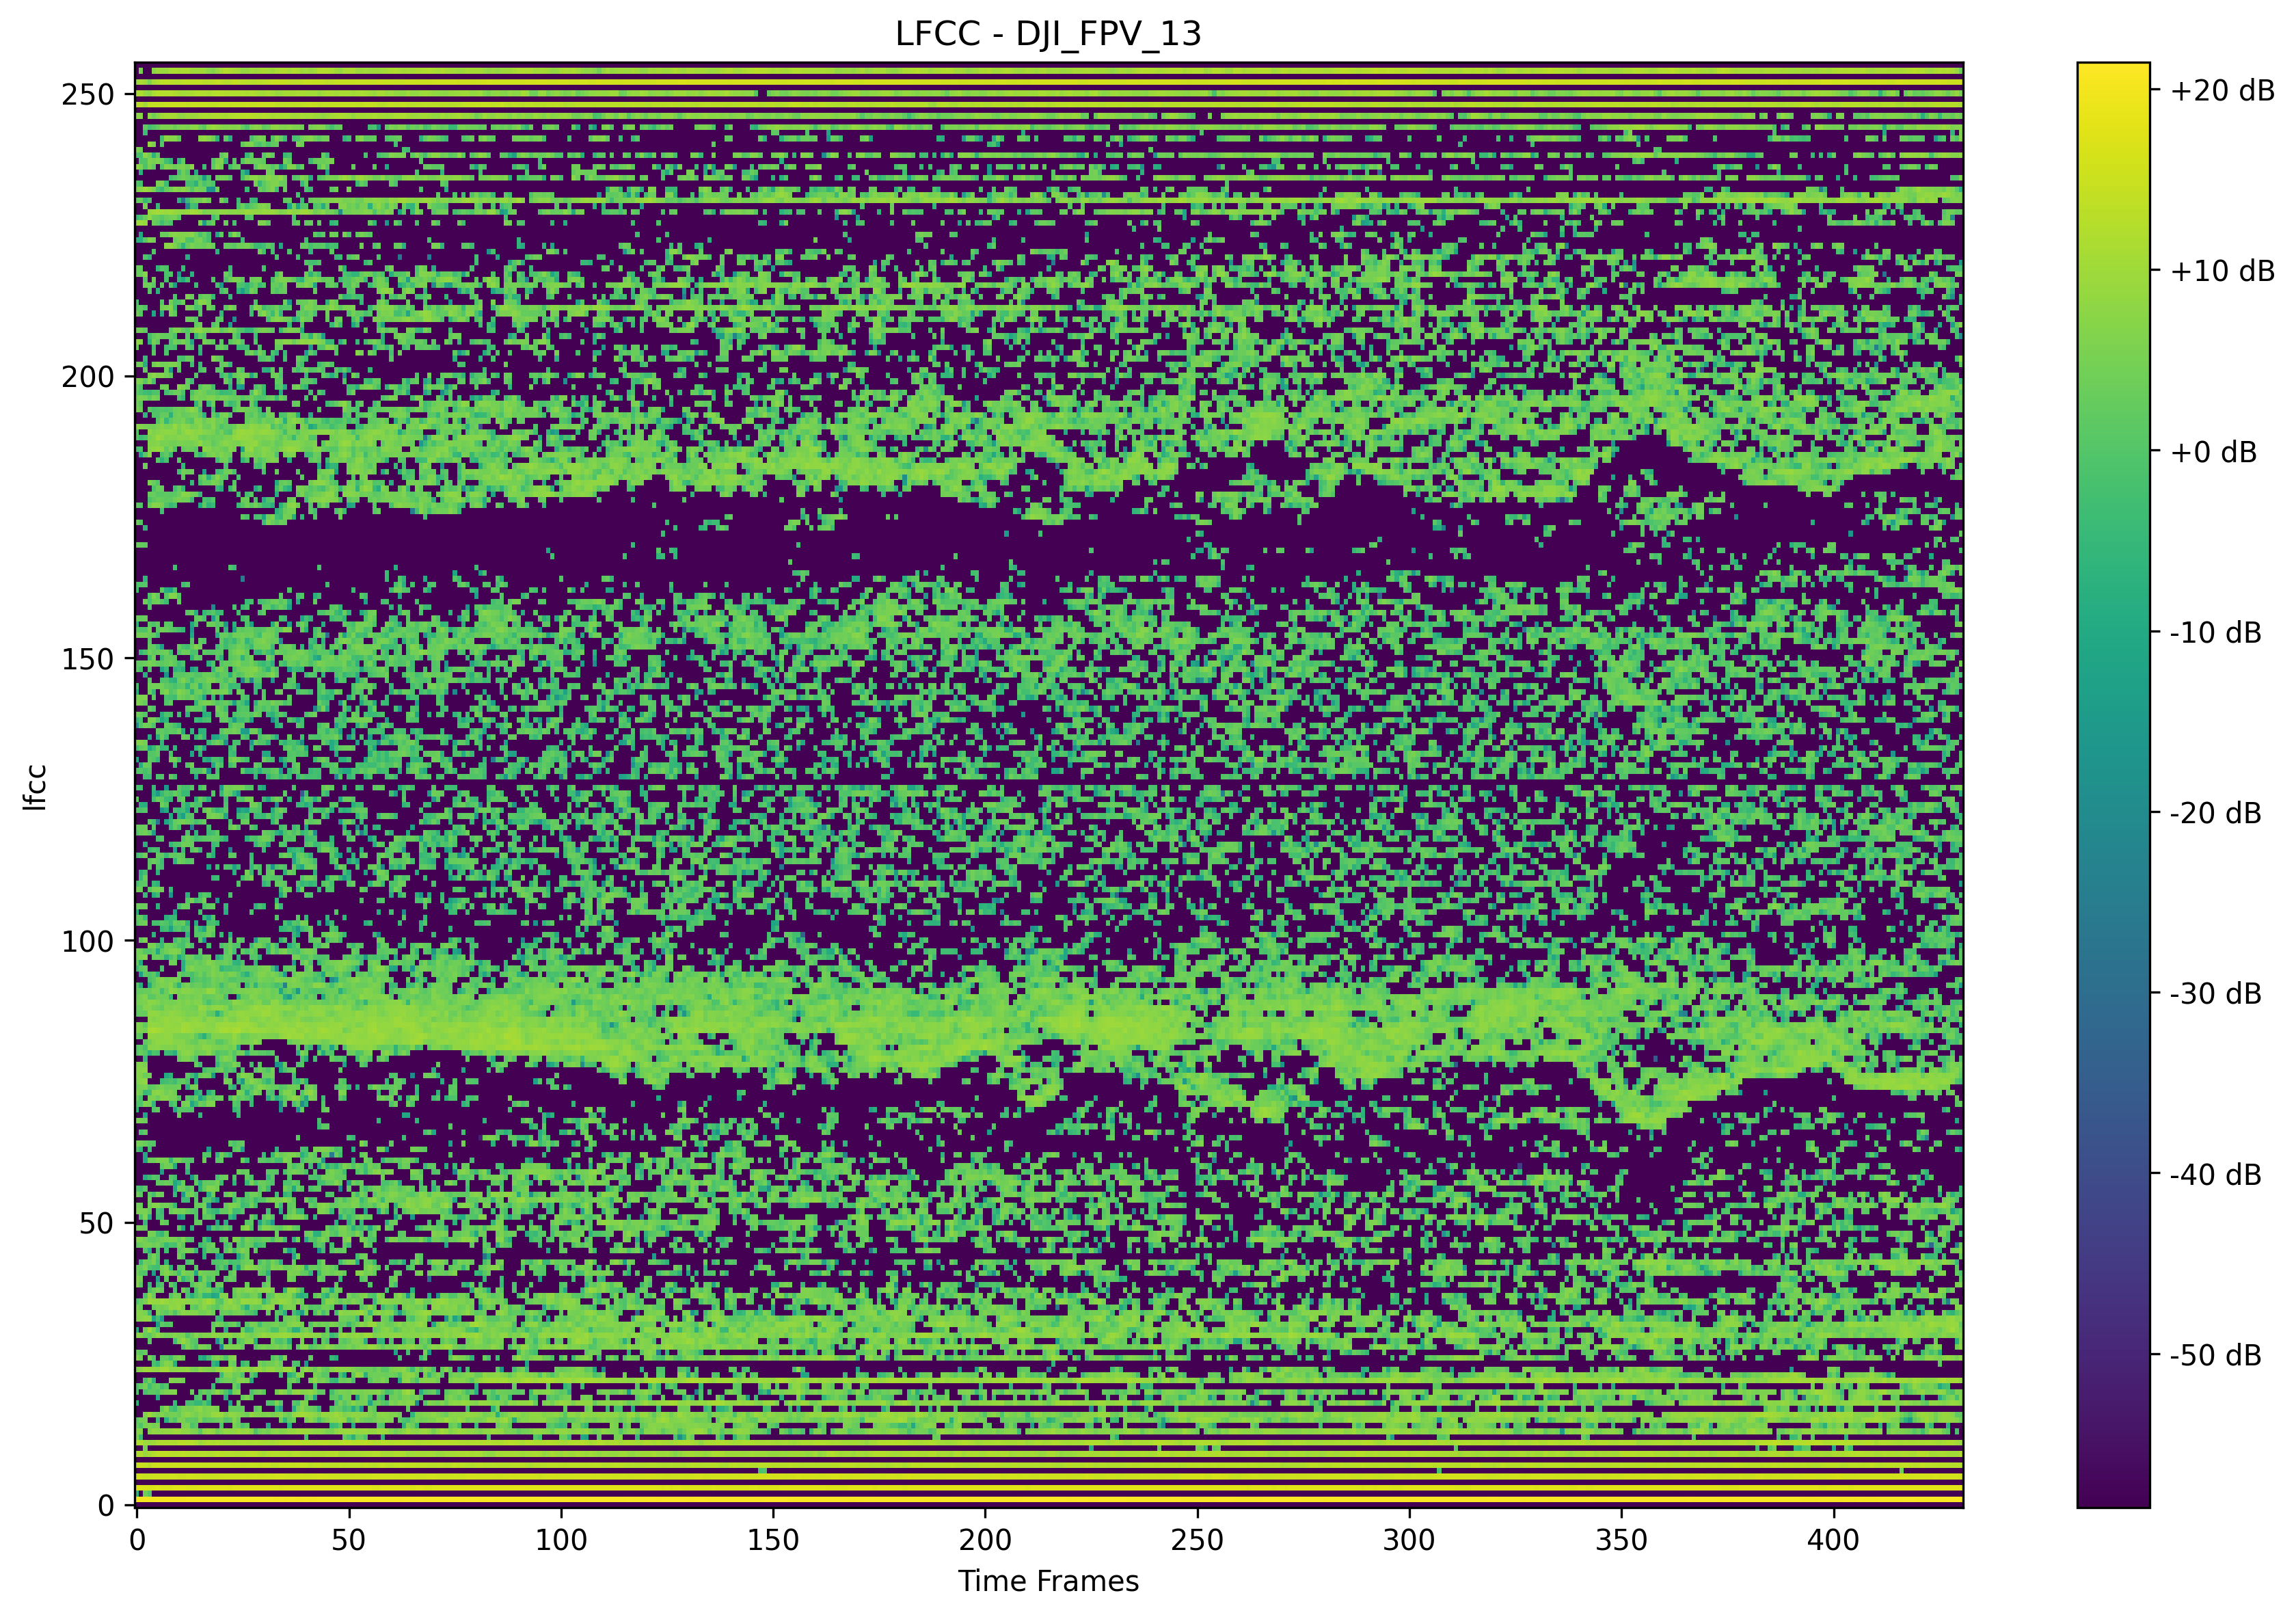 LFCC - DJI_FPV_13
250
200
150
100
50
0
lfcc
0 50 100 150 200 250 300 350 400
Time Frames
+20 dB
+10 dB
+0 dB
-10 dB
-20 dB
-30 dB
-40 dB
-50 dB